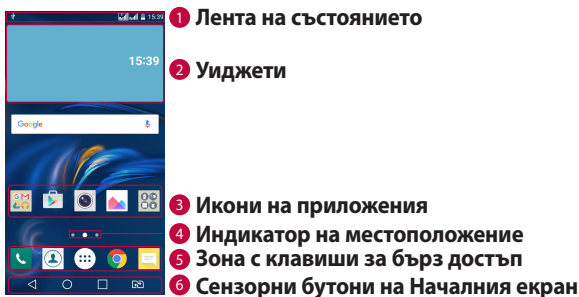 15:39
1 Лента на състоянието
15:39
2 Уиджети
Google
3 Икони на приложения
4 Индикатор на местоположение
5 Зона с клавиши за бърз достъп
6 Сензорни бутони на Началния екран